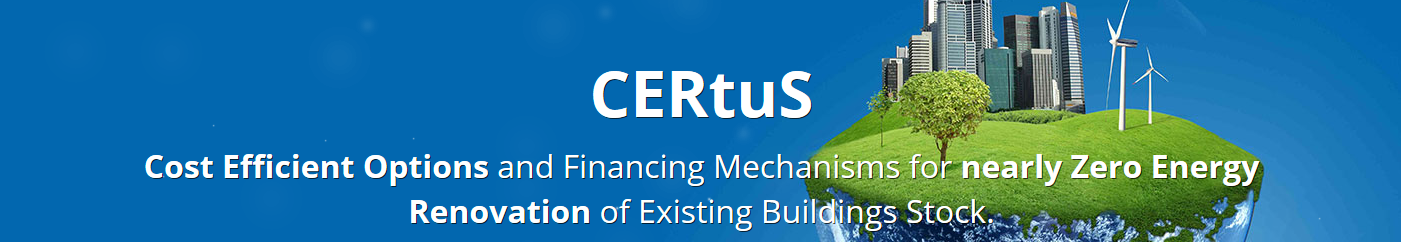 CERtuS
Cost Efficient Options and Financing Mechanisms for nearly Zero Energy
Renovation of Existing Buildings Stock.